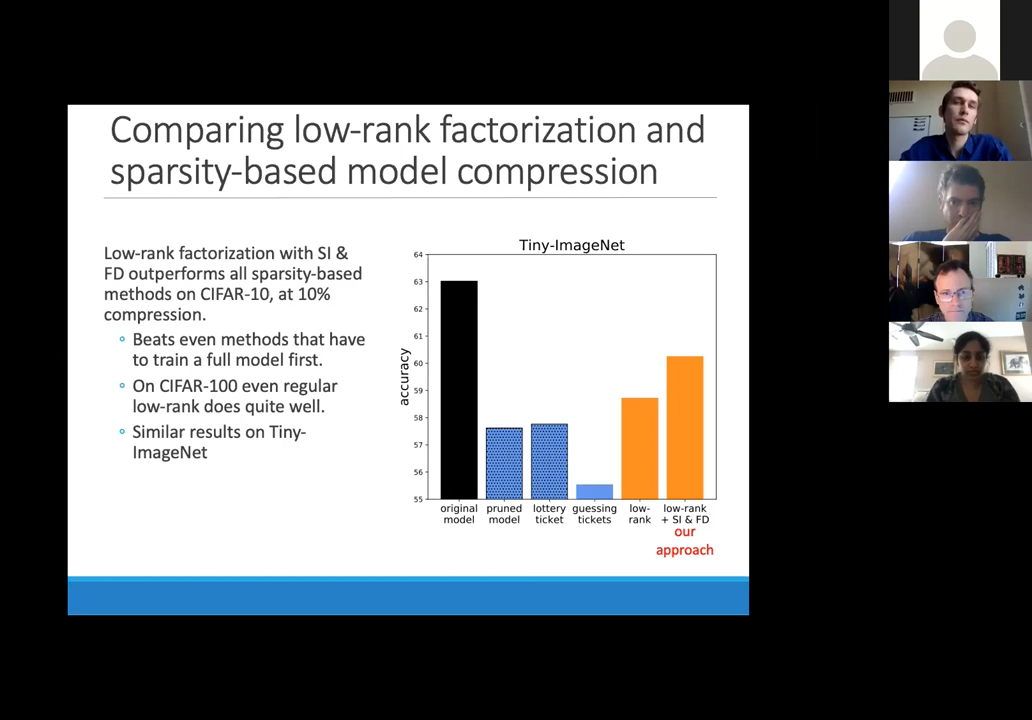 Comparing low-rank factorization and
sparsity-based model compression
Low-rank factorization with SI &
FD outperforms all sparsity-based
methods on CIFAR-10, at 10%
compression.
Beats even methods that have
to train a full model first.
On CIFAR-100 even regular
low-rank does quite well.
Similar results on Tiny-
ImageNet
Tiny-ImageNet
accuracy
64
63
62
61
60
59
58
57
56
55
original
model
pruned
model
lottery
ticket
guessing
tickets
low-
rank
low-rank
+ SI & FD
our
approach